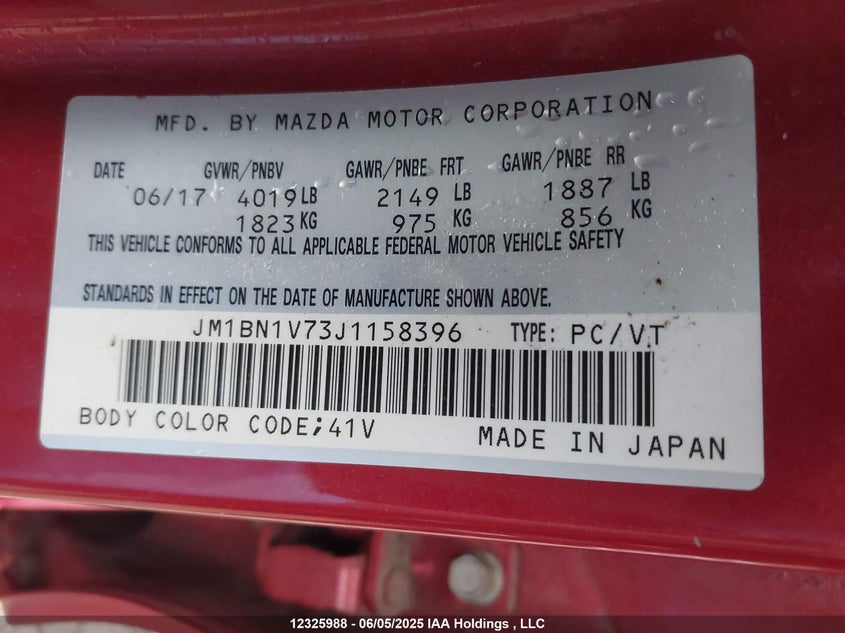 MFD. BY MAZDA MOTOR CORPORATION
DATE GVWR/PNBV GAWR/PNBE FRT GAWR/PNBE RR
06/17 4019 LB 2149 LB 1887 LB
1823 KG 975 KG 856 KG
THIS VEHICLE CONFORMS TO ALL APPLICABLE FEDERAL MOTOR VEHICLE SAFETY
STANDARDS IN EFFECT ON THE DATE OF MANUFACTURE SHOWN ABOVE.
JM1BN1V73J1158396 TYPE: PC/VT
BODY COLOR CODE;41V MADE IN JAPAN
12325988 - 06/05/2025 IAA Holdings , LLC